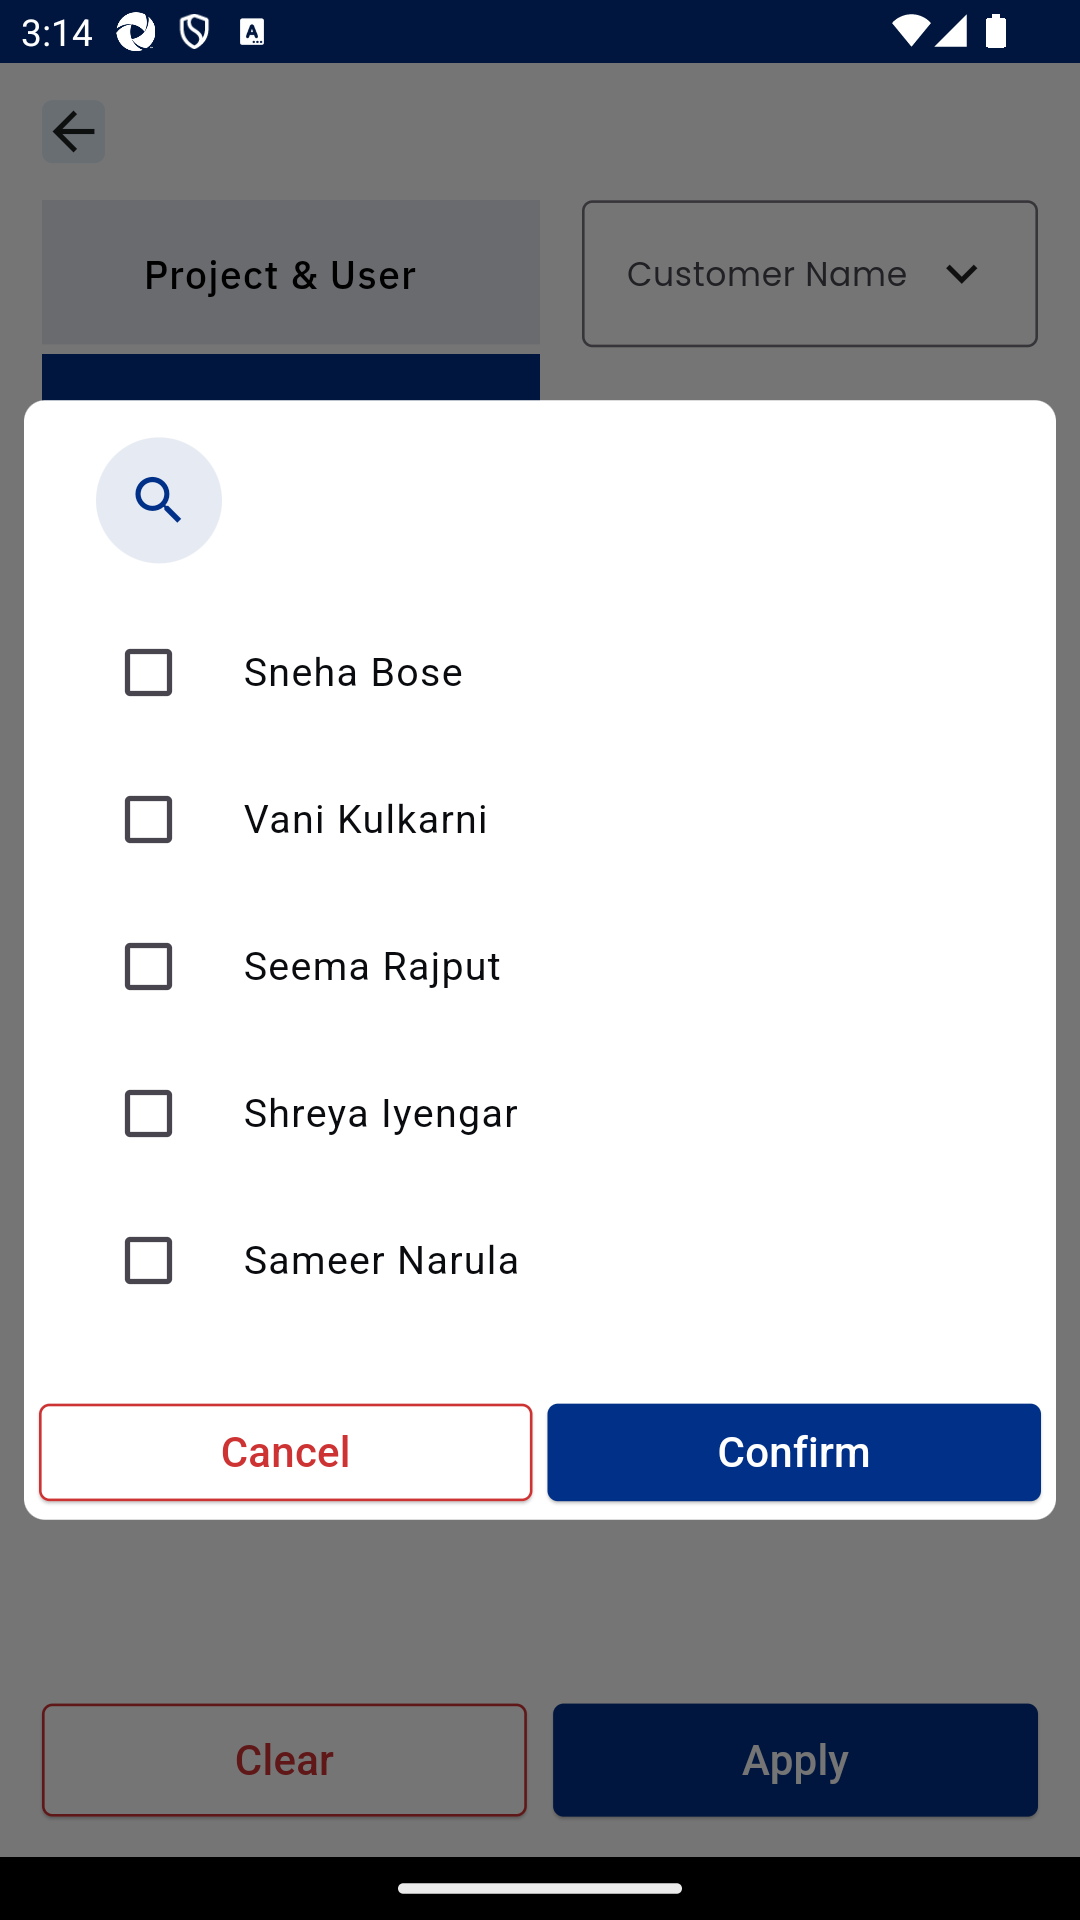 3:14
Project & User
Customer Name
Sneha Bose
Vani Kulkarni
Seema Rajput
Shreya Iyengar
Sameer Narula
Cancel
Confirm
Clear
Apply